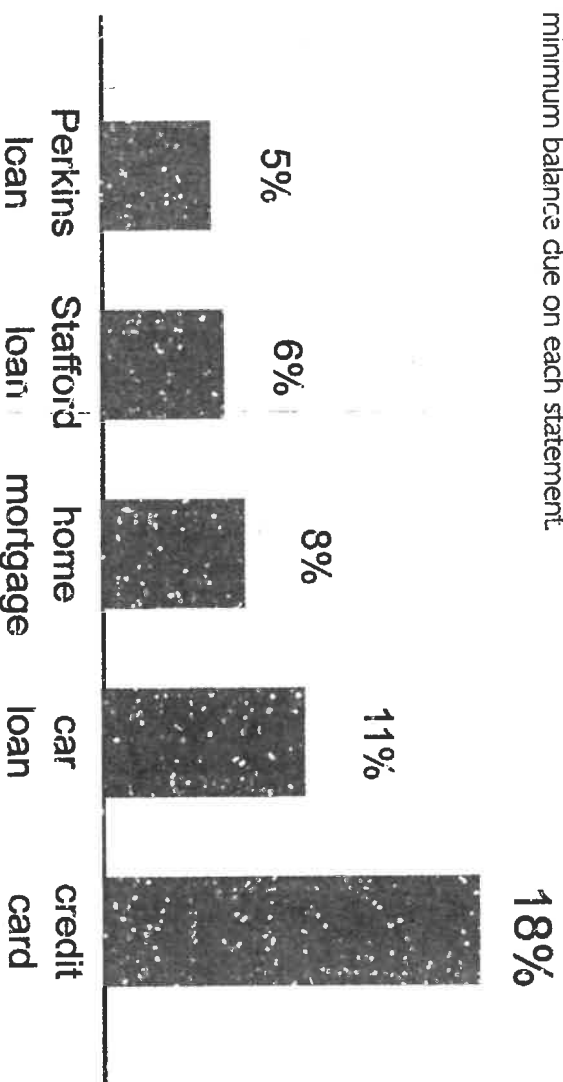 minimum balance due on each statement.
18%
11%
8%
6%
5%
Perkins Stafford home car credit
loan loan mortgage loan card